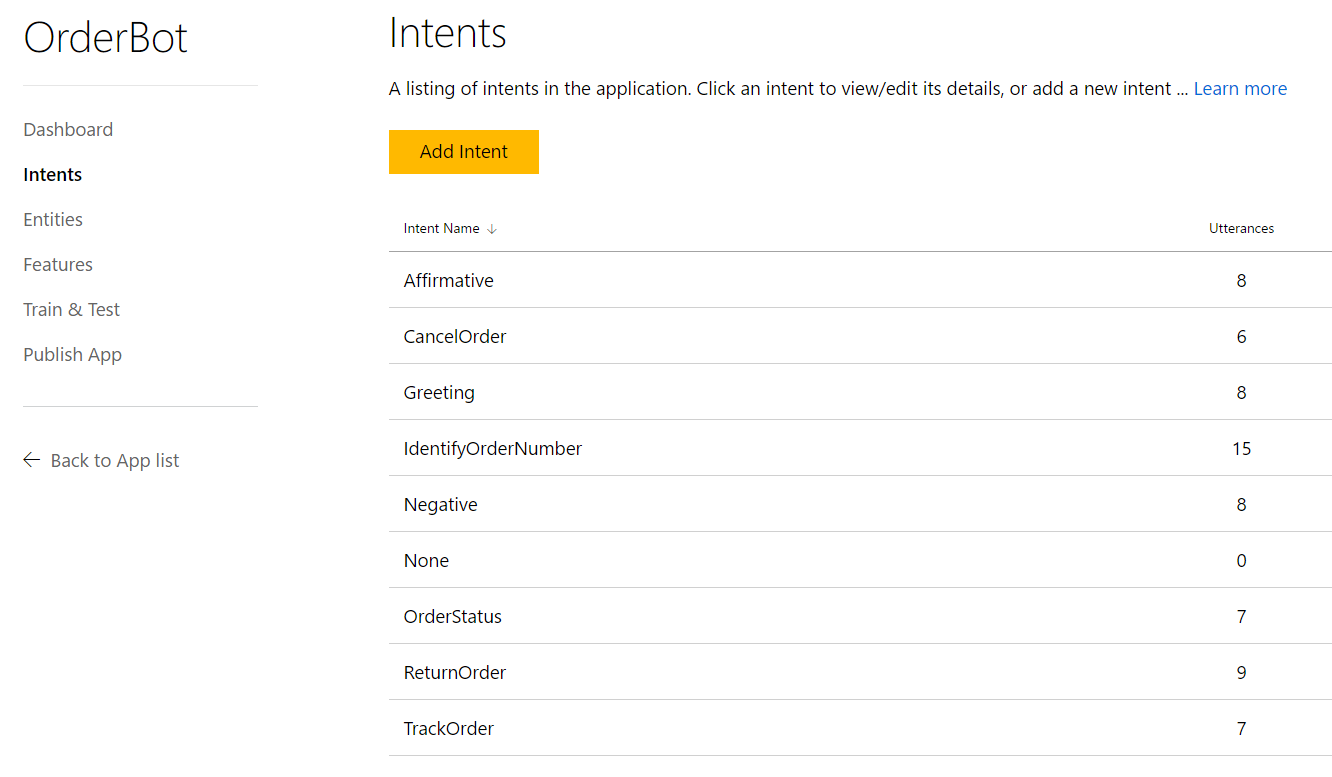 OrderBot
Dashboard
Intents
Entities
Features
Train & Test
Publish App
Back to App list
Intents
A listing of intents in the application. Click an intent to view/edit its details, or add a new intent ... Learn more
Add Intent
Intent Name Utterances
Affirmative 8
CancelOrder 6
Greeting 8
IdentifyOrderNumber 15
Negative 8
None 0
OrderStatus 7
ReturnOrder 9
TrackOrder 7